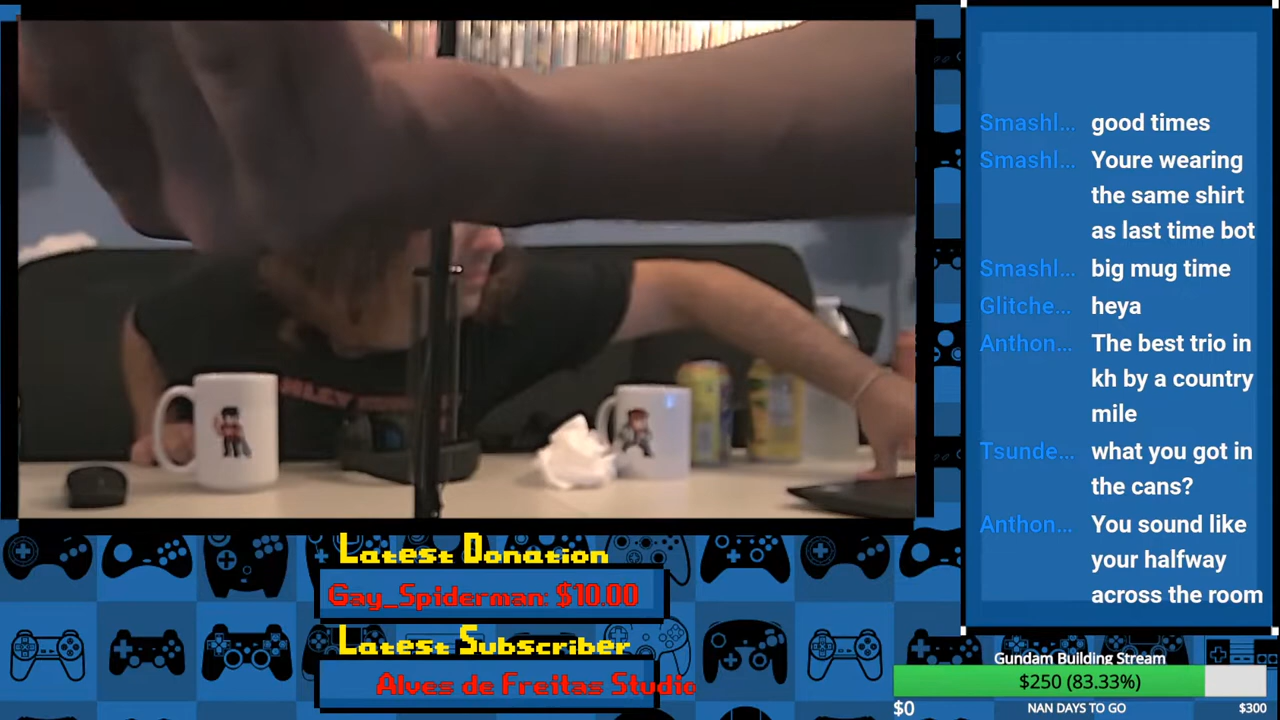 Smashl... good times
Smashl... Youre wearing
the same shirt
as last time bot
Smashl... big mug time
Glitche... heya
Anthon... The best trio in
kh by a country
mile
Tsunde... what you got in
the cans?
Anthon... You sound like
your halfway
across the room
Latest Donation
Gay_Spiderman: $10.00
Latest Subscriber
Alves de Freitas Studio
Gundam Building Stream
$250 (83.33%)
$0 NAN DAYS TO GO $300